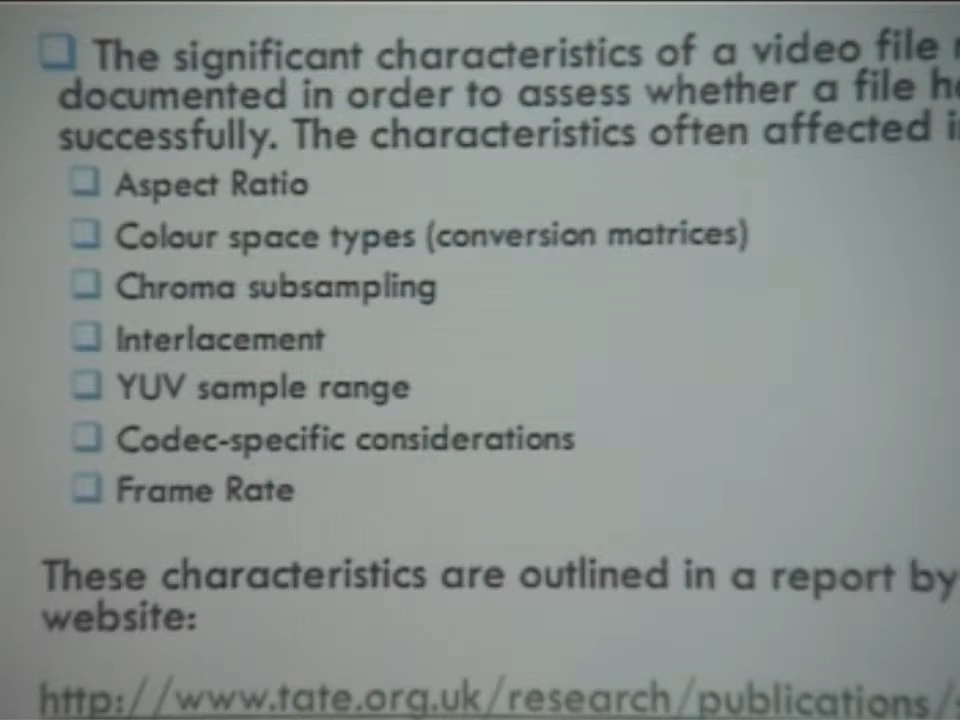 The significant characteristics of a video file
documented in order to assess whether a file
successfully. The characteristics often affected
Aspect Ratio
Colour space types (conversion matrices)
Chroma subsampling
Interlacement
YUV sample range
Codec-specific considerations
Frame Rate
These characteristics are outlined in a report by
website:
http://www.tate.org.uk/research/publications/